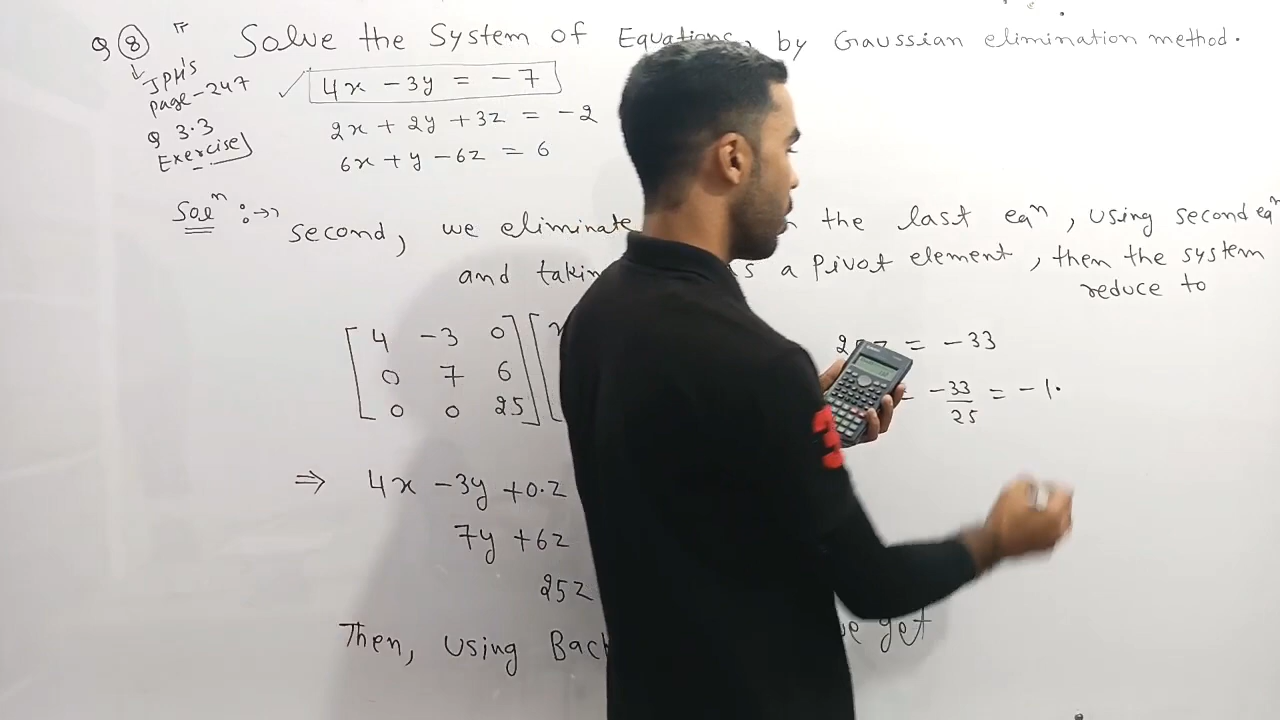 Q 8 Solve the System of Equations, by Gaussian elimination method.
JPH's
page - 247
Q 3.3
Exercise
4x - 3y = -7
2x + 2y + 3z = -2
6x + y - 6z = 6
Solⁿ :→
second, we eliminate the last eqⁿ, using second eqⁿ
and a pivot element, then the system
reduce to
4 -3 0
0 7 6
0 0 25
= -33
= -33/25 = -1.
⇒ 4x - 3y + 0.z
7y + 6z
25z
Then, using get
3